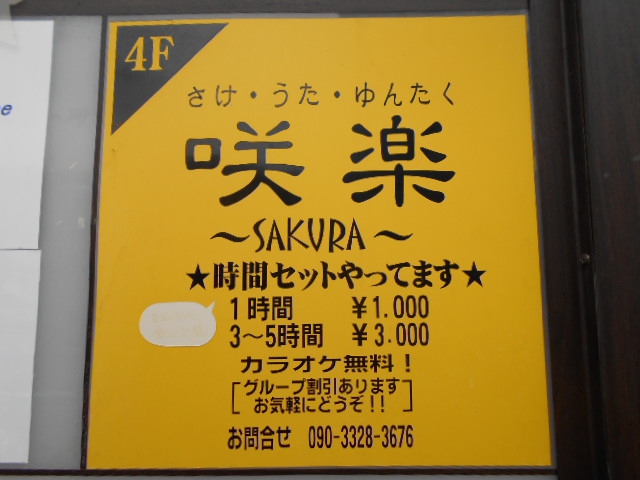 4F
さけ・うた・ゆんたく
咲楽
～SAKURA～
★時間セットやってます★
1時間 ¥1.000
3～5時間 ¥3.000
カラオケ無料！
グループ割引あります
お気軽にどうぞ!!
お問合せ 090-3328-3676